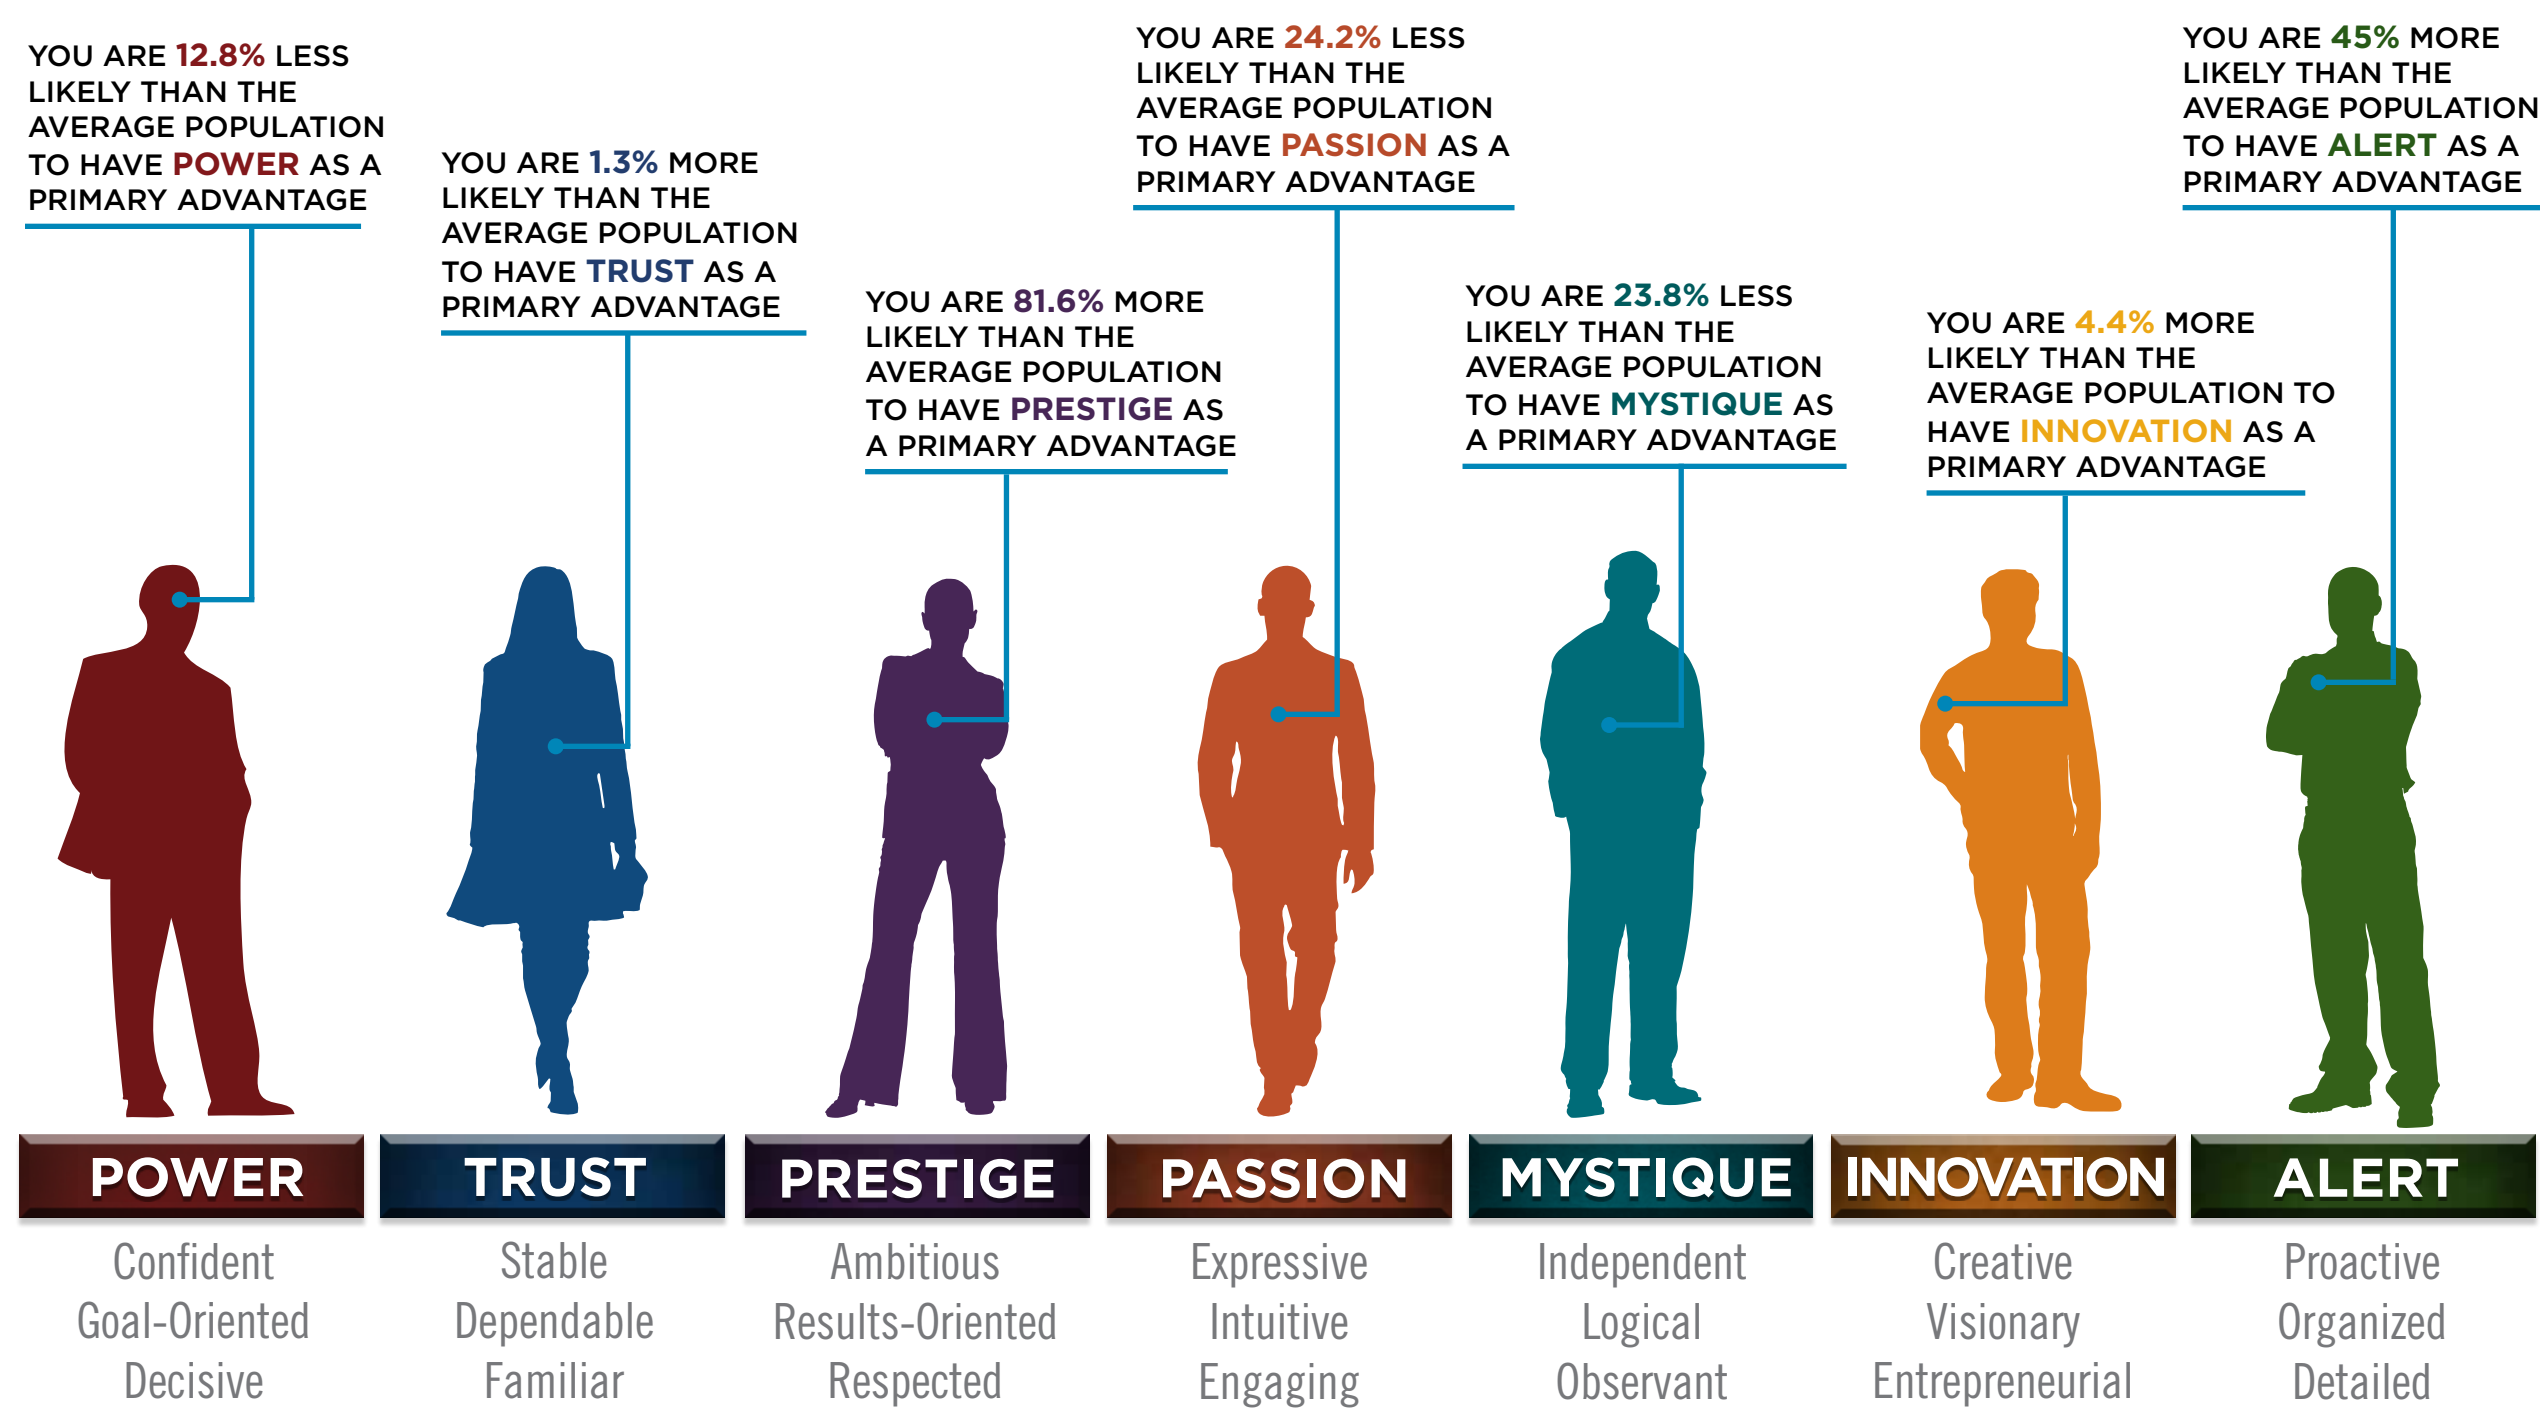 YOU ARE 12.8% LESS
LIKELY THAN THE
AVERAGE POPULATION
TO HAVE POWER AS A
PRIMARY ADVANTAGE
YOU ARE 1.3% MORE
LIKELY THAN THE
AVERAGE POPULATION
TO HAVE TRUST AS A
PRIMARY ADVANTAGE
YOU ARE 81.6% MORE
LIKELY THAN THE
AVERAGE POPULATION
TO HAVE PRESTIGE AS
A PRIMARY ADVANTAGE
YOU ARE 24.2% LESS
LIKELY THAN THE
AVERAGE POPULATION
TO HAVE PASSION AS A
PRIMARY ADVANTAGE
YOU ARE 23.8% LESS
LIKELY THAN THE
AVERAGE POPULATION
TO HAVE MYSTIQUE AS
A PRIMARY ADVANTAGE
YOU ARE 4.4% MORE
LIKELY THAN THE
AVERAGE POPULATION TO
HAVE INNOVATION AS A
PRIMARY ADVANTAGE
YOU ARE 45% MORE
LIKELY THAN THE
AVERAGE POPULATION
TO HAVE ALERT AS A
PRIMARY ADVANTAGE
POWER
Confident
Goal-Oriented
Decisive
TRUST
Stable
Dependable
Familiar
PRESTIGE
Ambitious
Results-Oriented
Respected
PASSION
Expressive
Intuitive
Engaging
MYSTIQUE
Independent
Logical
Observant
INNOVATION
Creative
Visionary
Entrepreneurial
ALERT
Proactive
Organized
Detailed